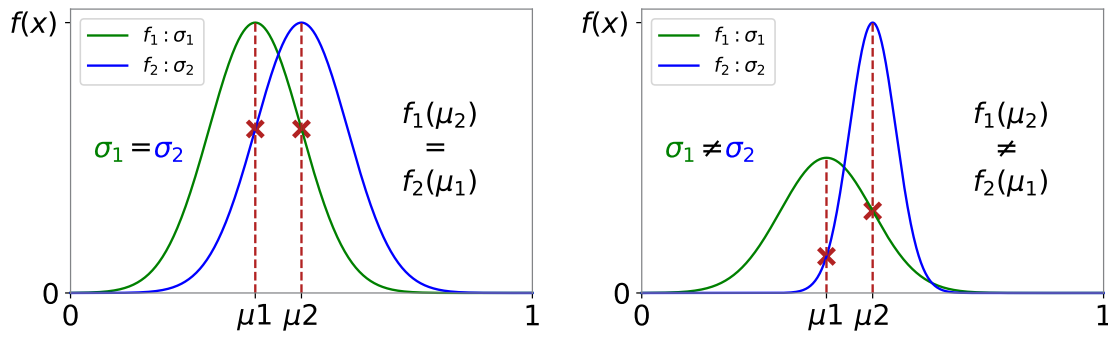 f(x)
f₁ : σ₁
f₂ : σ₂
σ₁ = σ₂
f₁(μ₂)
=
f₂(μ₁)
0
0
μ1
μ2
1
f(x)
f₁ : σ₁
f₂ : σ₂
σ₁ ≠ σ₂
f₁(μ₂)
≠
f₂(μ₁)
0
0
μ1
μ2
1